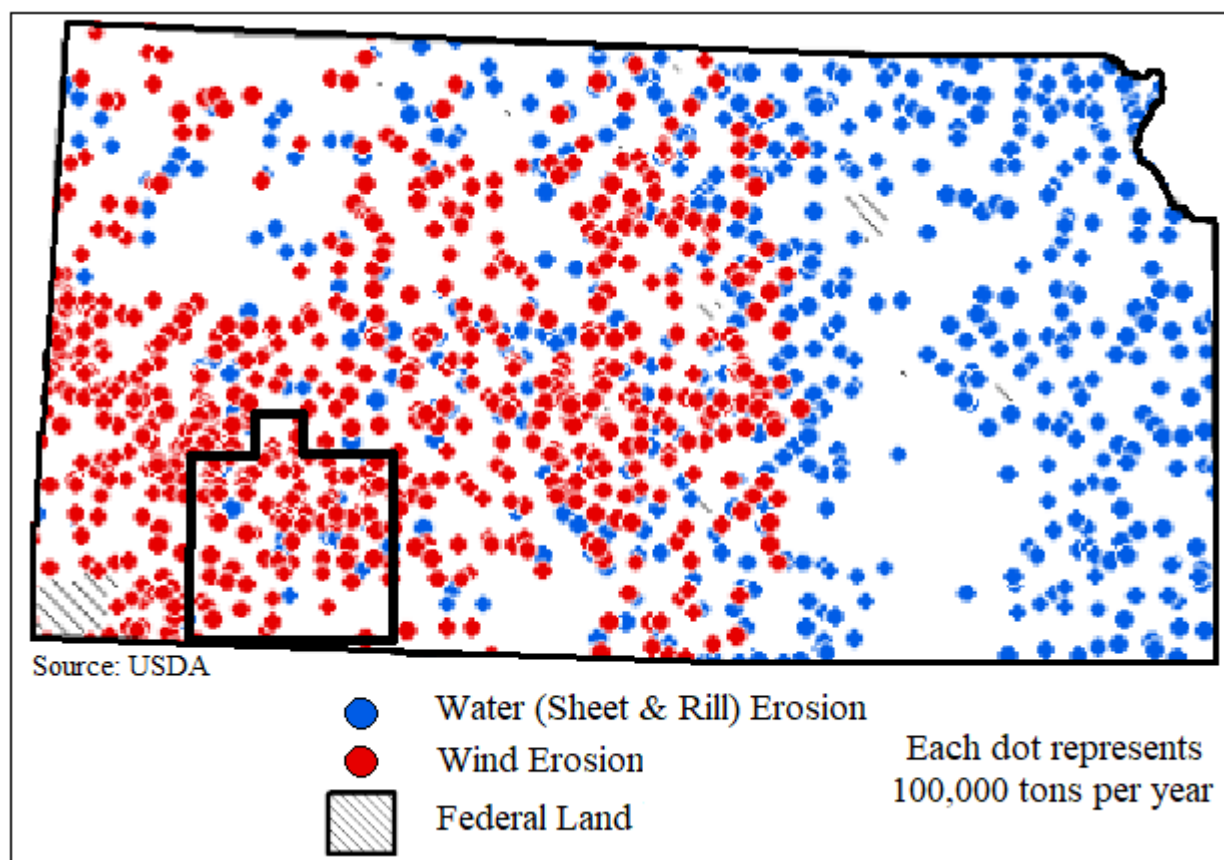 Source: USDA
Water (Sheet & Rill) Erosion
Wind Erosion
Federal Land
Each dot represents
100,000 tons per year